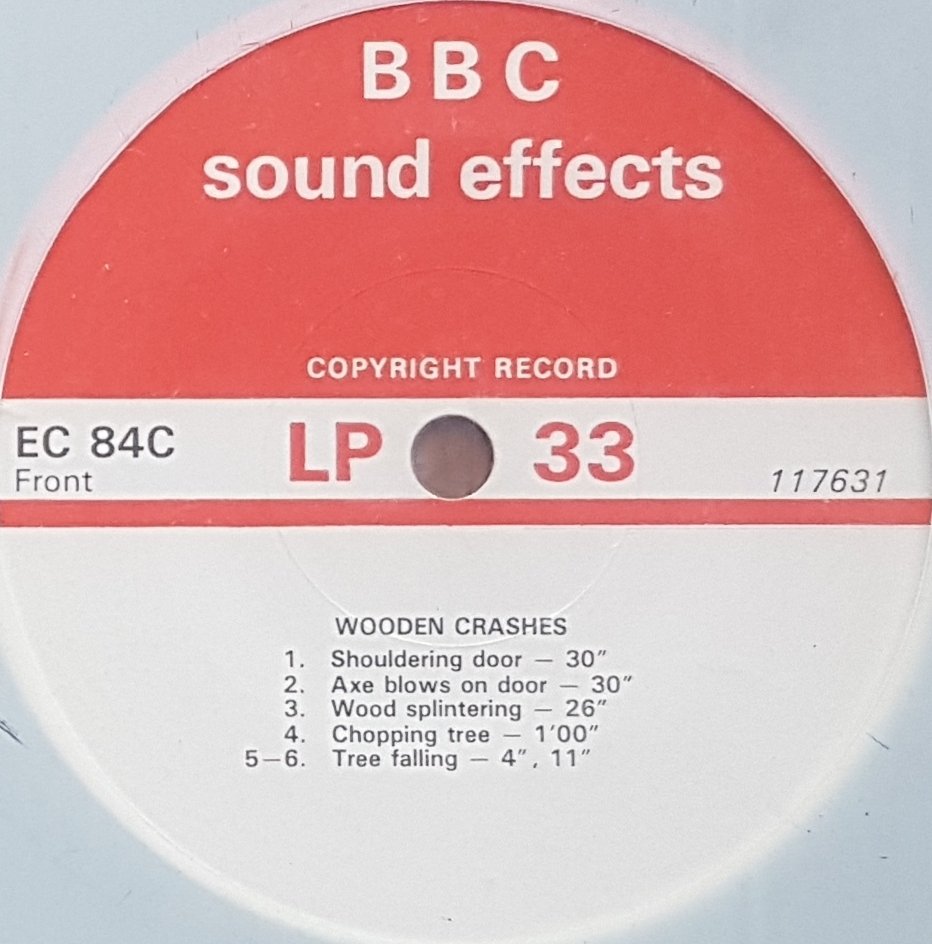 BBC
sound effects
COPYRIGHT RECORD
EC 84C LP 33
Front 117631
WOODEN CRASHES
1. Shouldering door — 30″
2. Axe blows on door — 30″
3. Wood splintering — 26″
4. Chopping tree — 1′00″
5—6. Tree falling — 4″, 11″